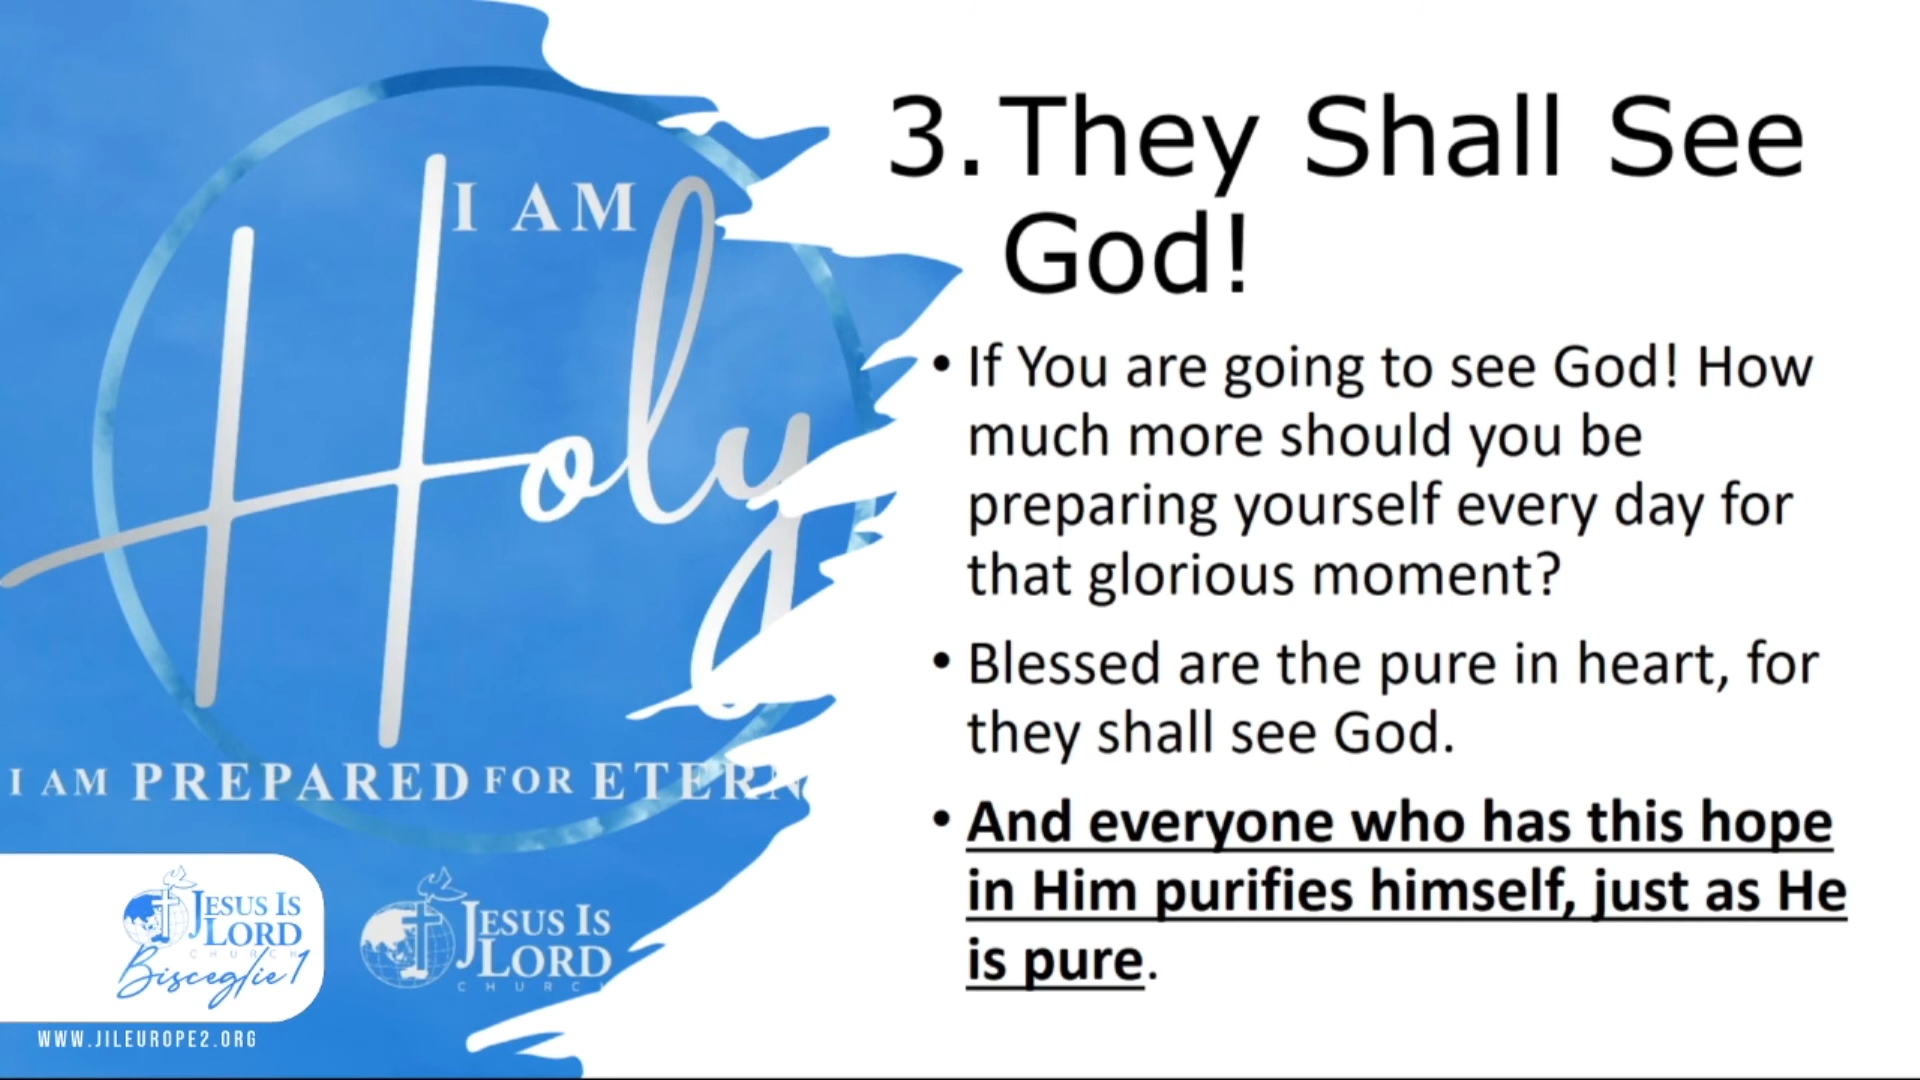 I AM
Holy
I AM PREPARED FOR ETERN
JESUS IS
LORD
CHURCH
Bisceglie 1
JESUS IS
LORD
CHURC
WWW.JILEUROPE2.ORG
3. They Shall See
God!
• If You are going to see God! How
much more should you be
preparing yourself every day for
that glorious moment?
• Blessed are the pure in heart, for
they shall see God.
• And everyone who has this hope
in Him purifies himself, just as He
is pure.